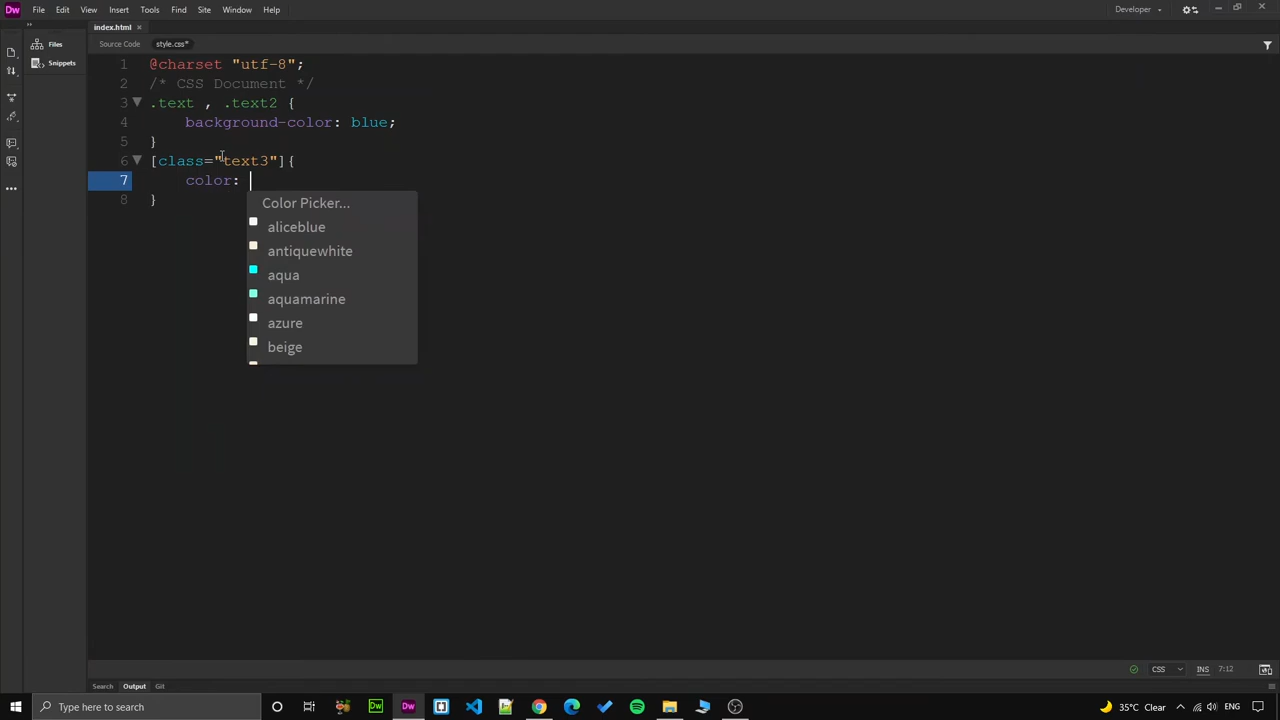 Dw File Edit View Insert Tools Find Site Window Help Developer
index.html
Files
Source Code style.css*
Snippets
1 @charset "utf-8";
2 /* CSS Document */
3 .text , .text2 {
4 background-color: blue;
5 }
6 [class="text3"]{
7 color:
8 }
Color Picker...
aliceblue
antiquewhite
aqua
aquamarine
azure
beige
CSS INS 7:12
Search Output Git
Type here to search Dw Dw 35°C Clear ENG